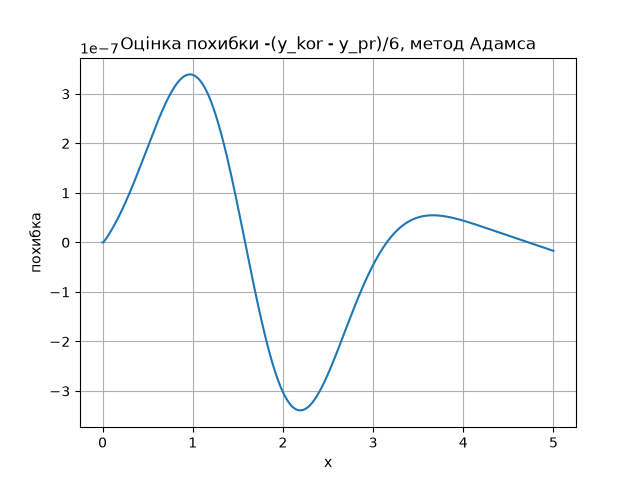 1e−7 Оцінка похибки -(y_kor - y_pr)/6, метод Адамса
3
2
1
0
−1
−2
−3
похибка
0 1 2 3 4 5
x